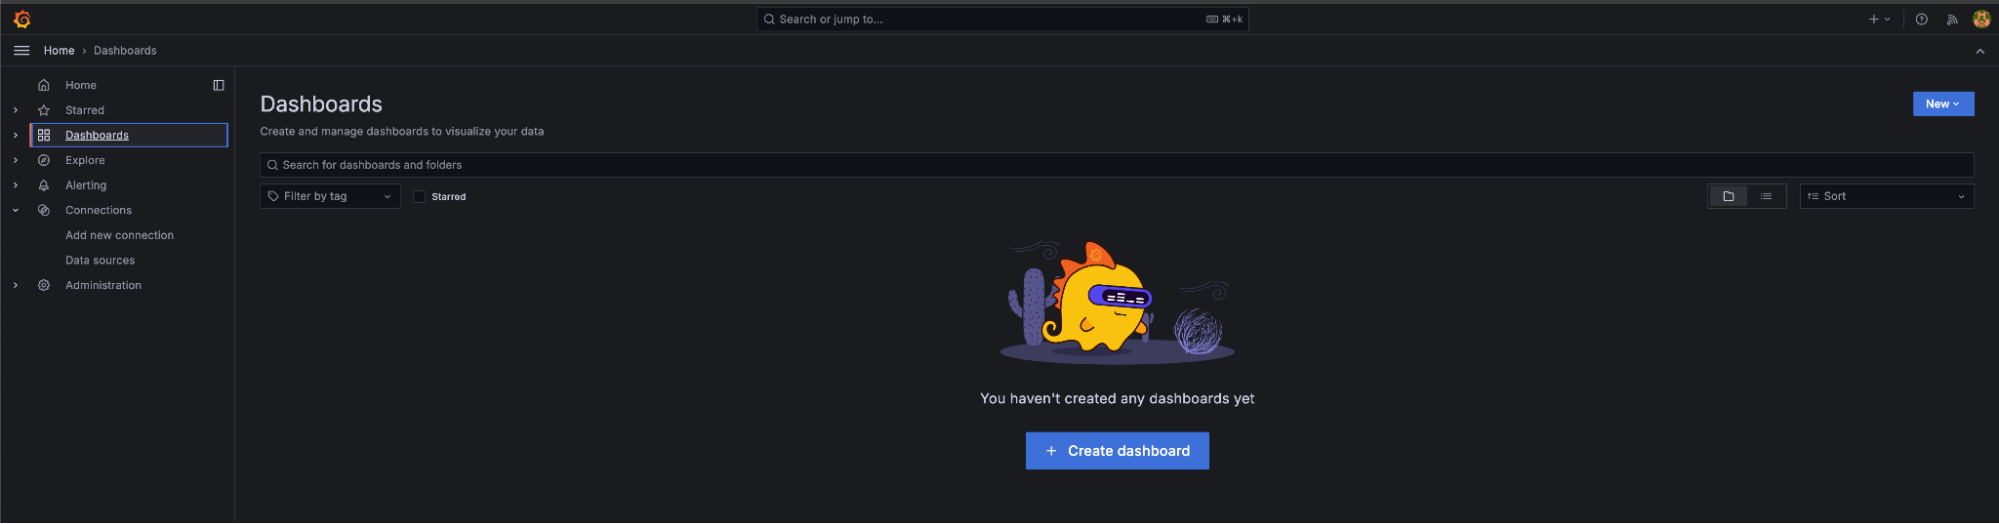 Search or jump to...
⌘+k
Home › Dashboards
Home
Starred
Dashboards
Explore
Alerting
Connections
Add new connection
Data sources
Administration
Dashboards
New
Create and manage dashboards to visualize your data
Search for dashboards and folders
Filter by tag
Starred
Sort
You haven't created any dashboards yet
+ Create dashboard